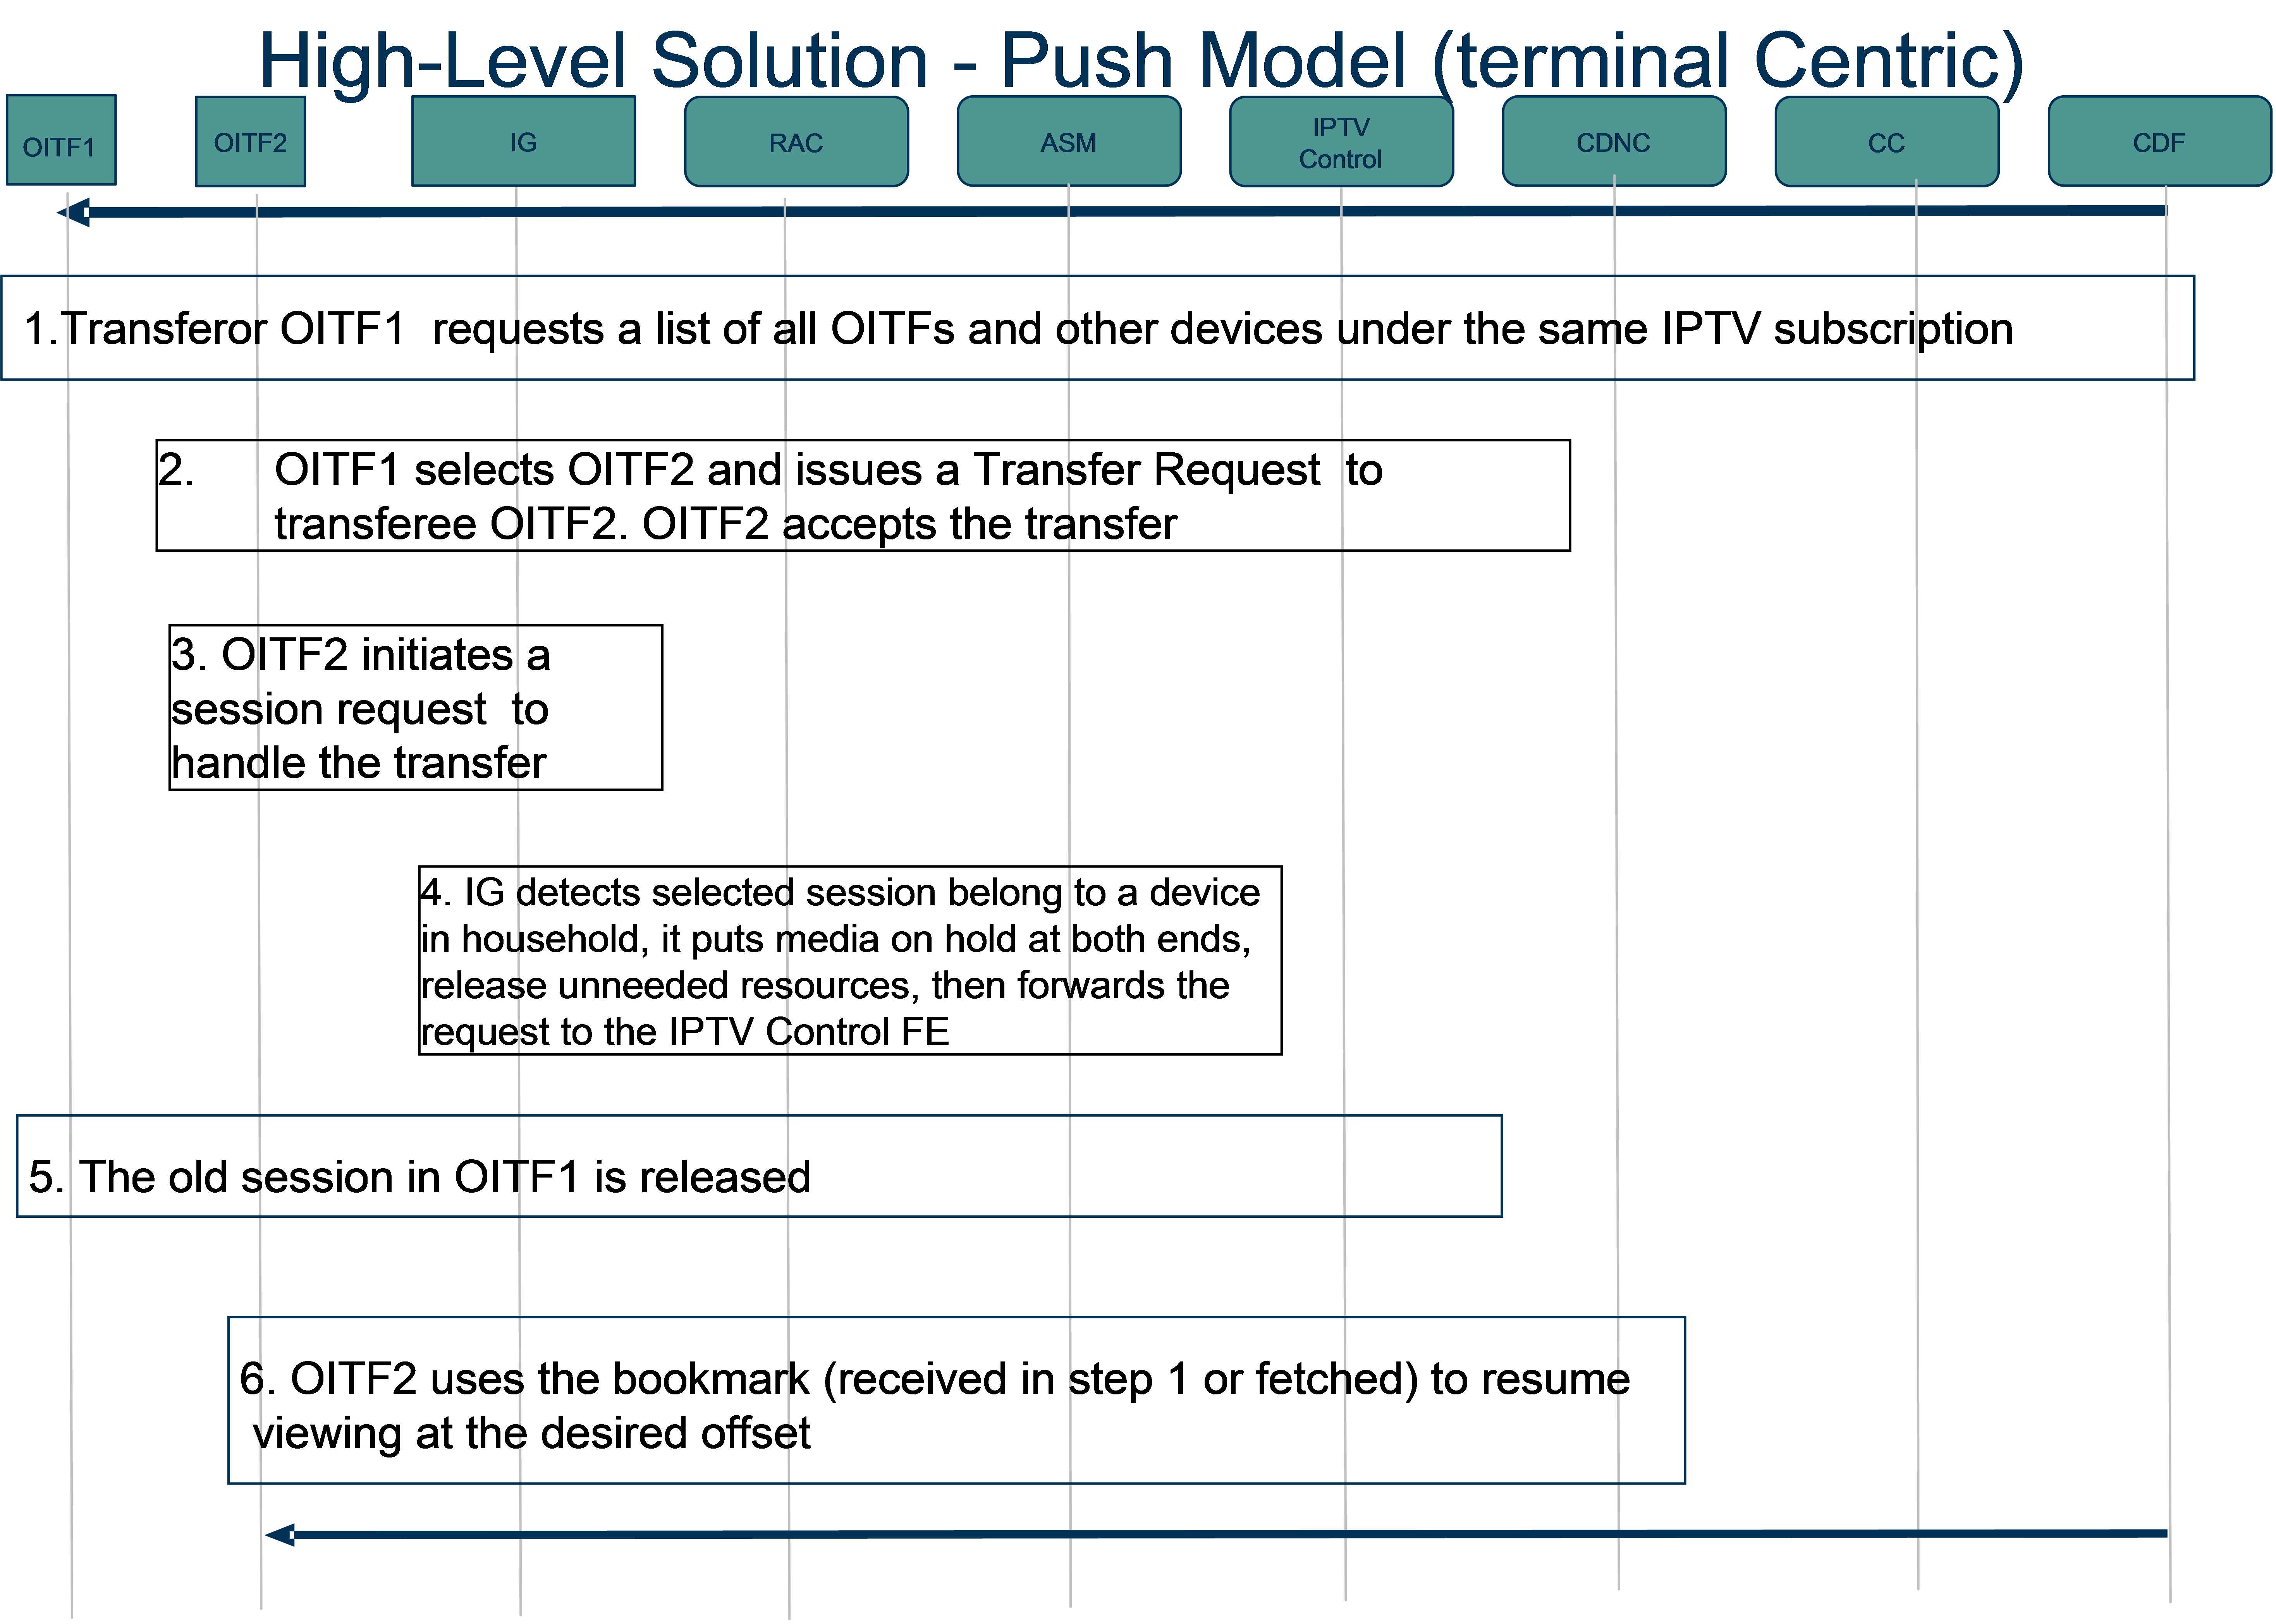 High-Level Solution - Push Model (terminal Centric)
OITF1
OITF2
IG
RAC
ASM
IPTV
Control
CDNC
CC
CDF
1.Transferor OITF1  requests a list of all OITFs and other devices under the same IPTV subscription
2. OITF1 selects OITF2 and issues a Transfer Request  to
transferee OITF2. OITF2 accepts the transfer
3. OITF2 initiates a
session request  to
handle the transfer
4. IG detects selected session belong to a device
in household, it puts media on hold at both ends,
release unneeded resources, then forwards the
request to the IPTV Control FE
5. The old session in OITF1 is released
6. OITF2 uses the bookmark (received in step 1 or fetched) to resume
viewing at the desired offset